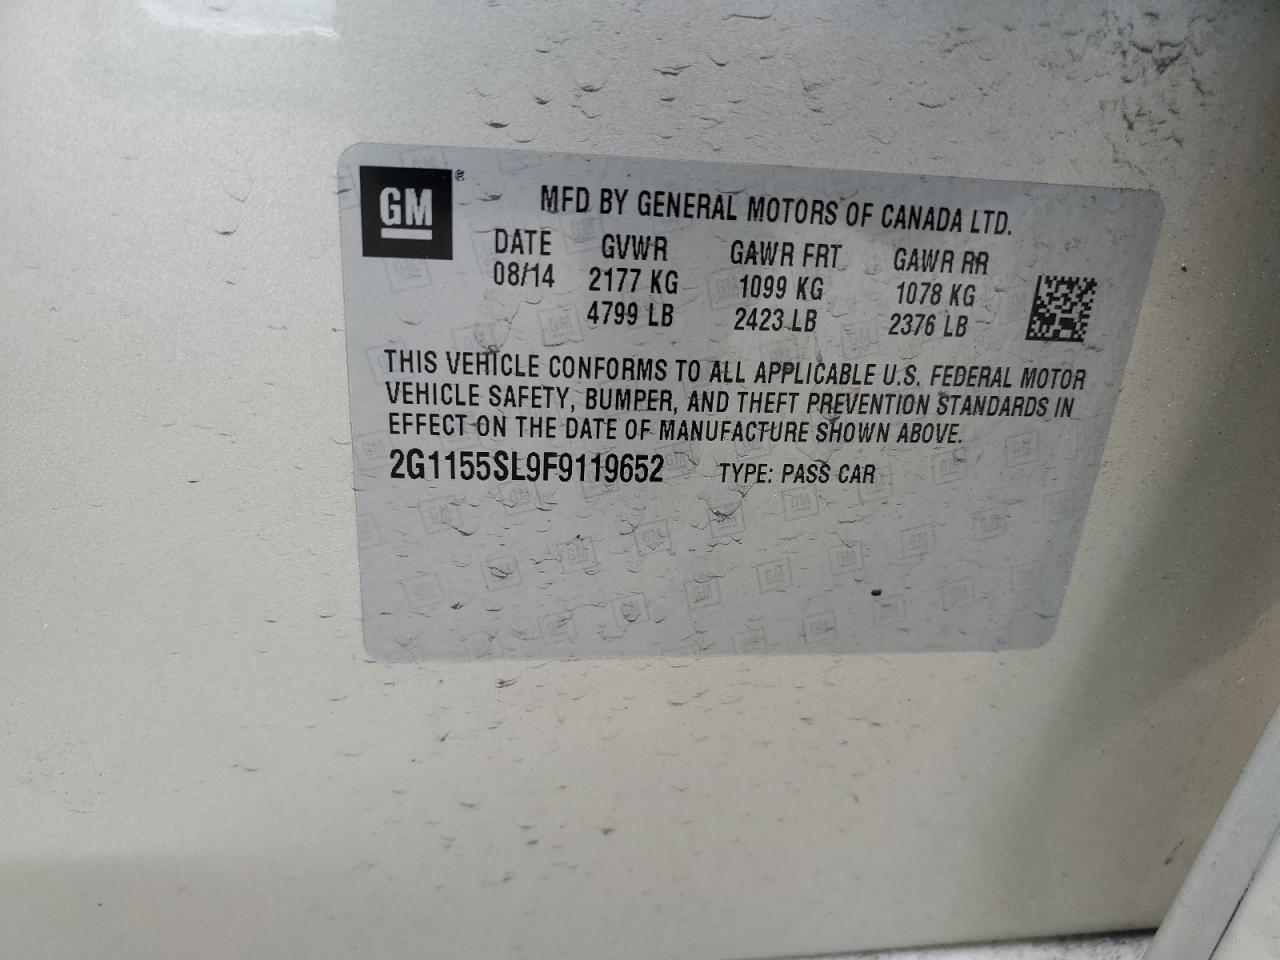 GM®
MFD BY GENERAL MOTORS OF CANADA LTD.
DATE GVWR GAWR FRT GAWR RR
08/14 2177 KG 1099 KG 1078 KG
4799 LB 2423 LB 2376 LB
THIS VEHICLE CONFORMS TO ALL APPLICABLE U.S. FEDERAL MOTOR
VEHICLE SAFETY, BUMPER, AND THEFT PREVENTION STANDARDS IN
EFFECT ON THE DATE OF MANUFACTURE SHOWN ABOVE.
2G1155SL9F9119652 TYPE: PASS CAR